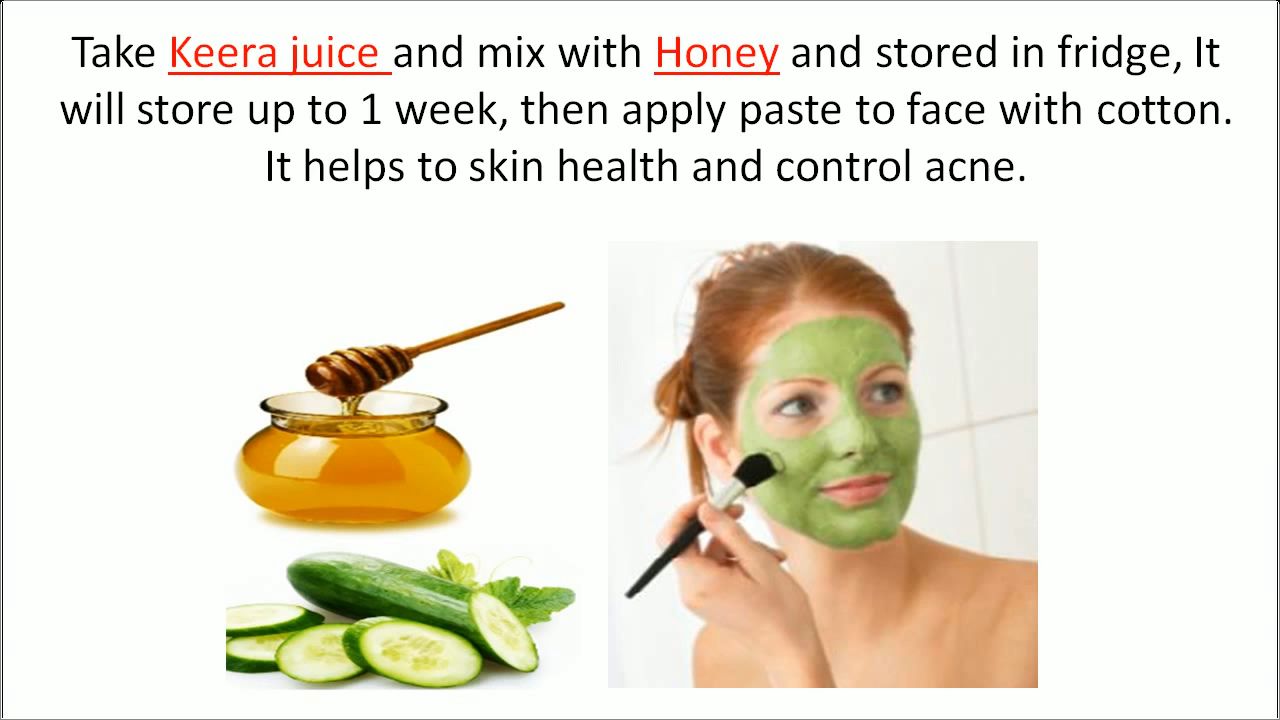 Take Keera juice and mix with Honey and stored in fridge, It
will store up to 1 week, then apply paste to face with cotton.
It helps to skin health and control acne.